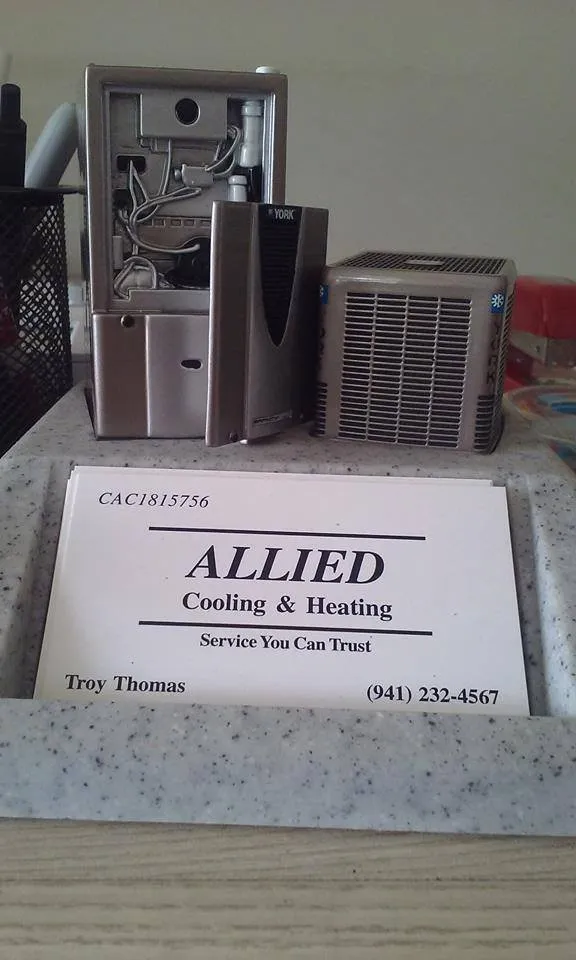 YORK
CAC1815756
ALLIED
Cooling & Heating
Service You Can Trust
Troy Thomas
(941) 232-4567